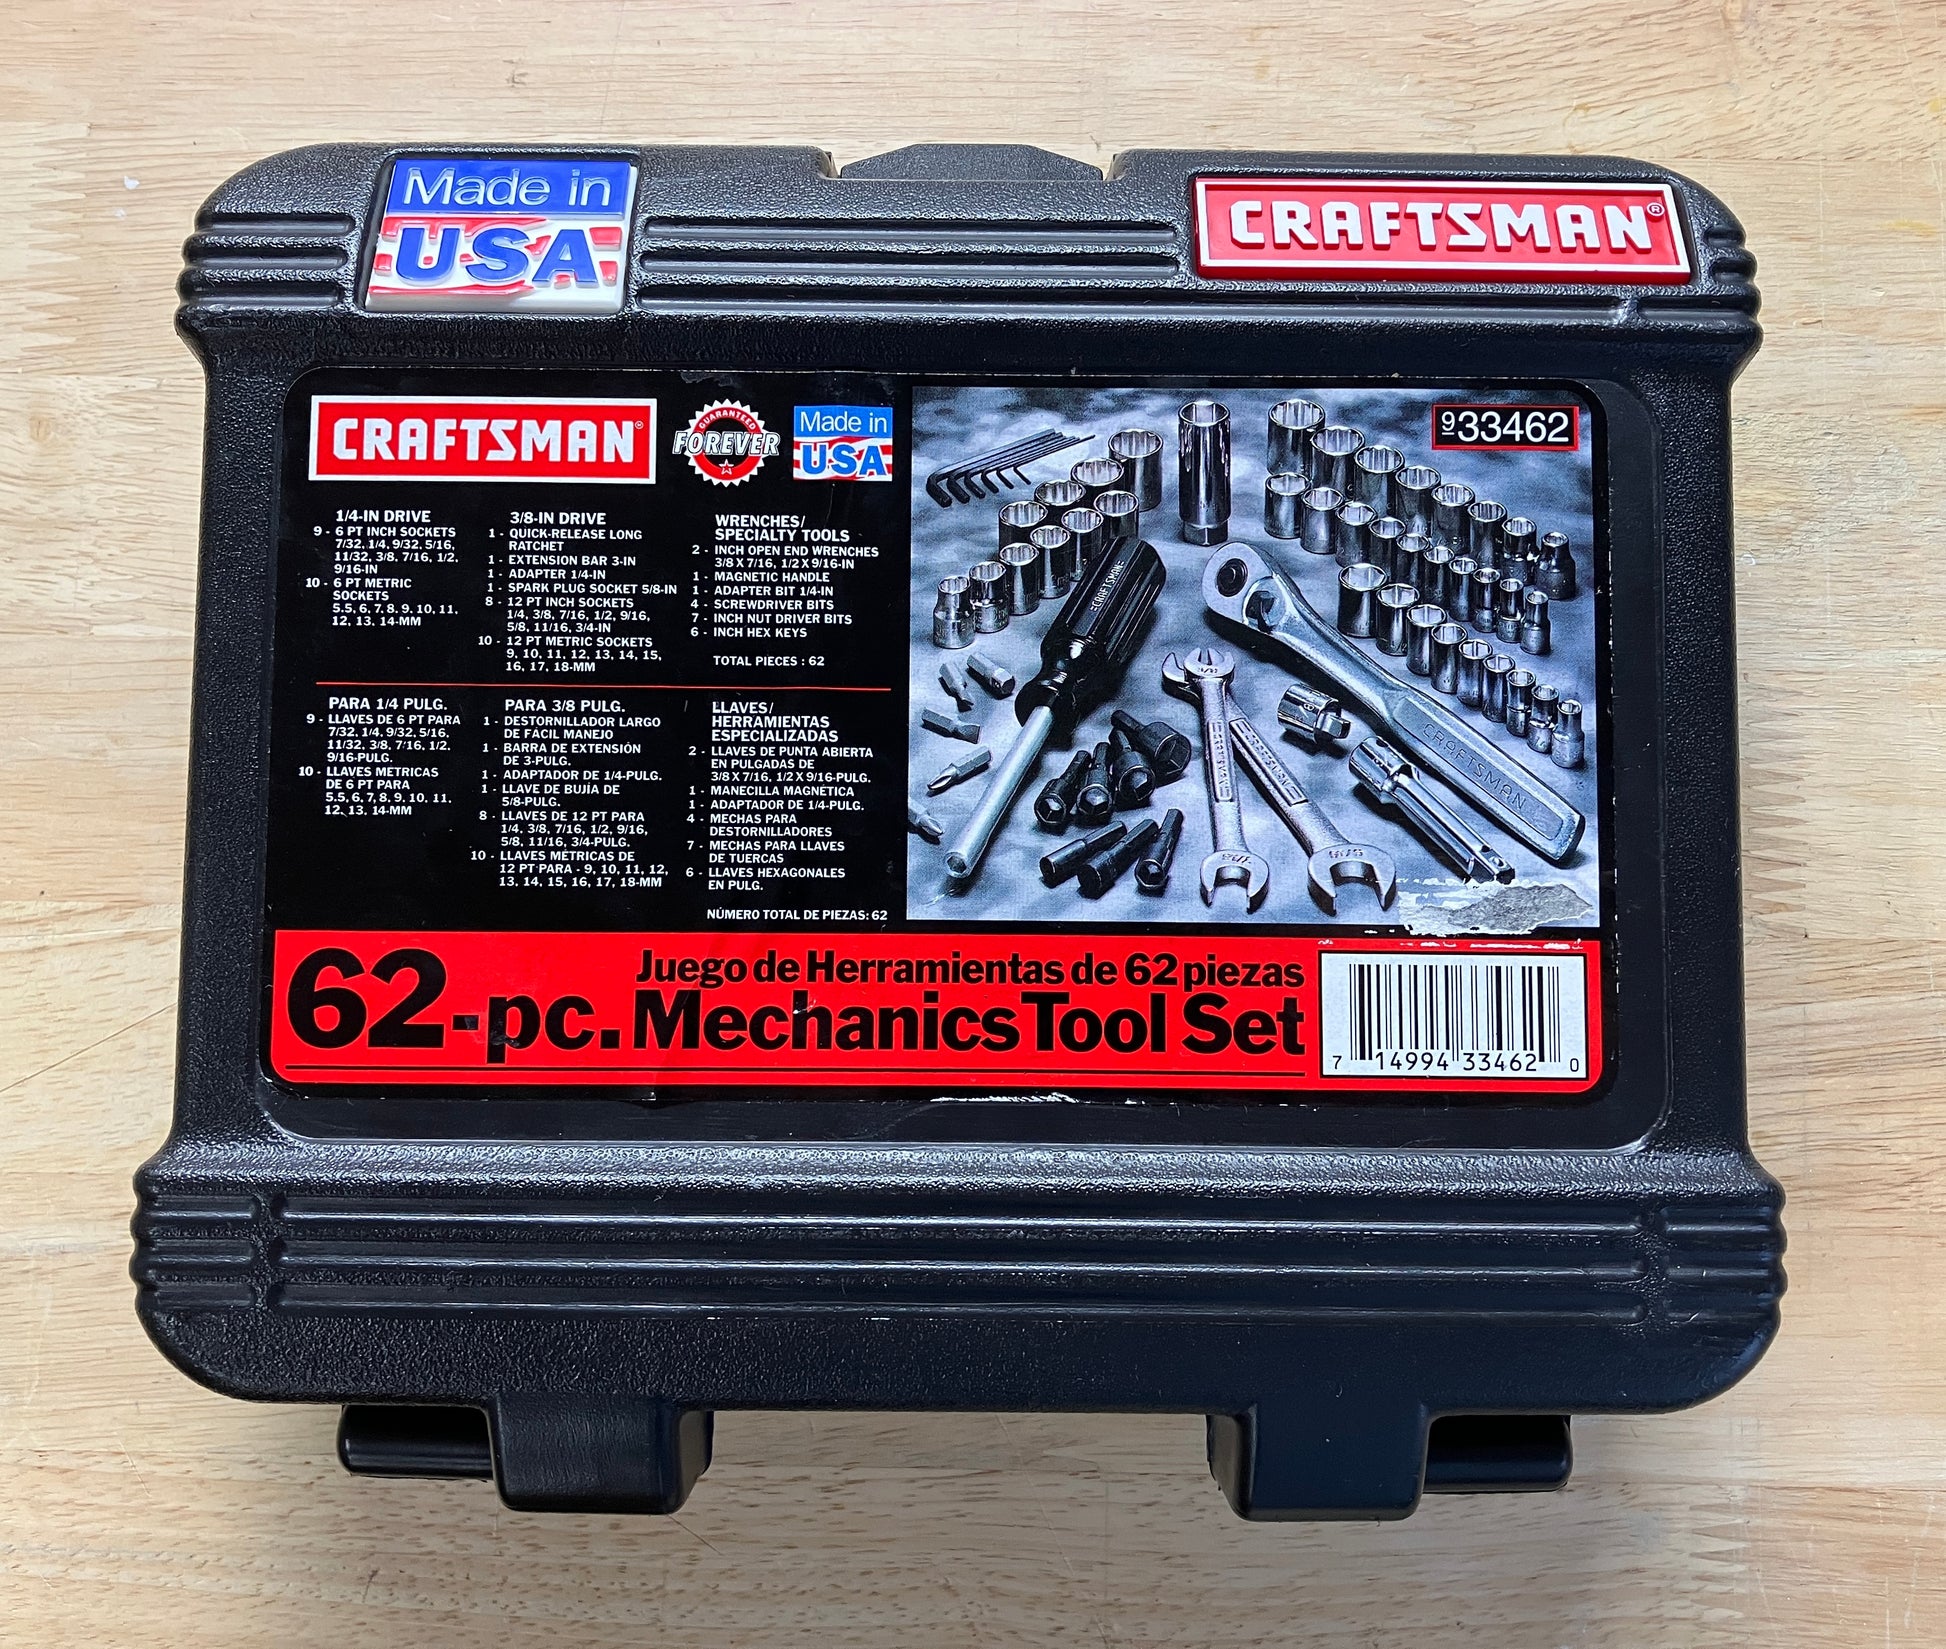 Made in
USA
CRAFTSMAN®
CRAFTSMAN®
GUARANTEED
FOREVER
Made in
USA
933462
1/4-IN DRIVE
9 - 6 PT INCH SOCKETS
7/32, 1/4, 9/32, 5/16,
11/32, 3/8, 7/16, 1/2,
9/16-IN
10 - 6 PT METRIC
SOCKETS
5.5, 6, 7, 8, 9, 10, 11,
12, 13, 14-MM
3/8-IN DRIVE
1 - QUICK-RELEASE LONG
RATCHET
1 - EXTENSION BAR 3-IN
1 - ADAPTER 1/4-IN
1 - SPARK PLUG SOCKET 5/8-IN
8 - 12 PT INCH SOCKETS
1/4, 3/8, 7/16, 1/2, 9/16,
5/8, 11/16, 3/4-IN
10 - 12 PT METRIC SOCKETS
9, 10, 11, 12, 13, 14, 15,
16, 17, 18-MM
WRENCHES/
SPECIALTY TOOLS
2 - INCH OPEN END WRENCHES
3/8 X 7/16, 1/2 X 9/16-IN
1 - MAGNETIC HANDLE
1 - ADAPTER BIT 1/4-IN
4 - SCREWDRIVER BITS
7 - INCH NUT DRIVER BITS
6 - INCH HEX KEYS
TOTAL PIECES : 62
PARA 1/4 PULG.
9 - LLAVES DE 6 PT PARA
7/32, 1/4, 9/32, 5/16,
11/32, 3/8, 7/16, 1/2,
9/16-PULG.
10 - LLAVES METRICAS
DE 6 PT PARA
5.5, 6, 7, 8, 9, 10, 11,
12, 13, 14-MM
PARA 3/8 PULG.
1 - DESTORNILLADOR LARGO
DE FÁCIL MANEJO
1 - BARRA DE EXTENSIÓN
DE 3-PULG.
1 - ADAPTADOR DE 1/4-PULG.
1 - LLAVE DE BUJÍA DE
5/8-PULG.
8 - LLAVES DE 12 PT PARA
1/4, 3/8, 7/16, 1/2, 9/16,
5/8, 11/16, 3/4-PULG.
10 - LLAVES MÉTRICAS DE
12 PT PARA - 9, 10, 11, 12,
13, 14, 15, 16, 17, 18-MM
LLAVES/
HERRAMIENTAS
ESPECIALIZADAS
2 - LLAVES DE PUNTA ABIERTA
EN PULGADAS DE
3/8 X 7/16, 1/2 X 9/16-PULG.
1 - MANECILLA MAGNÉTICA
1 - ADAPTADOR DE 1/4-PULG.
4 - MECHAS PARA
DESTORNILLADORES
7 - MECHAS PARA LLAVES
DE TUERCAS
6 - LLAVES HEXAGONALES
EN PULG.
NÚMERO TOTAL DE PIEZAS: 62
CRAFTSMAN
CRAFTSMAN
CRAFTSMAN
Juego de Herramientas de 62 piezas
62-pc. Mechanics Tool Set
7 14994 33462 0